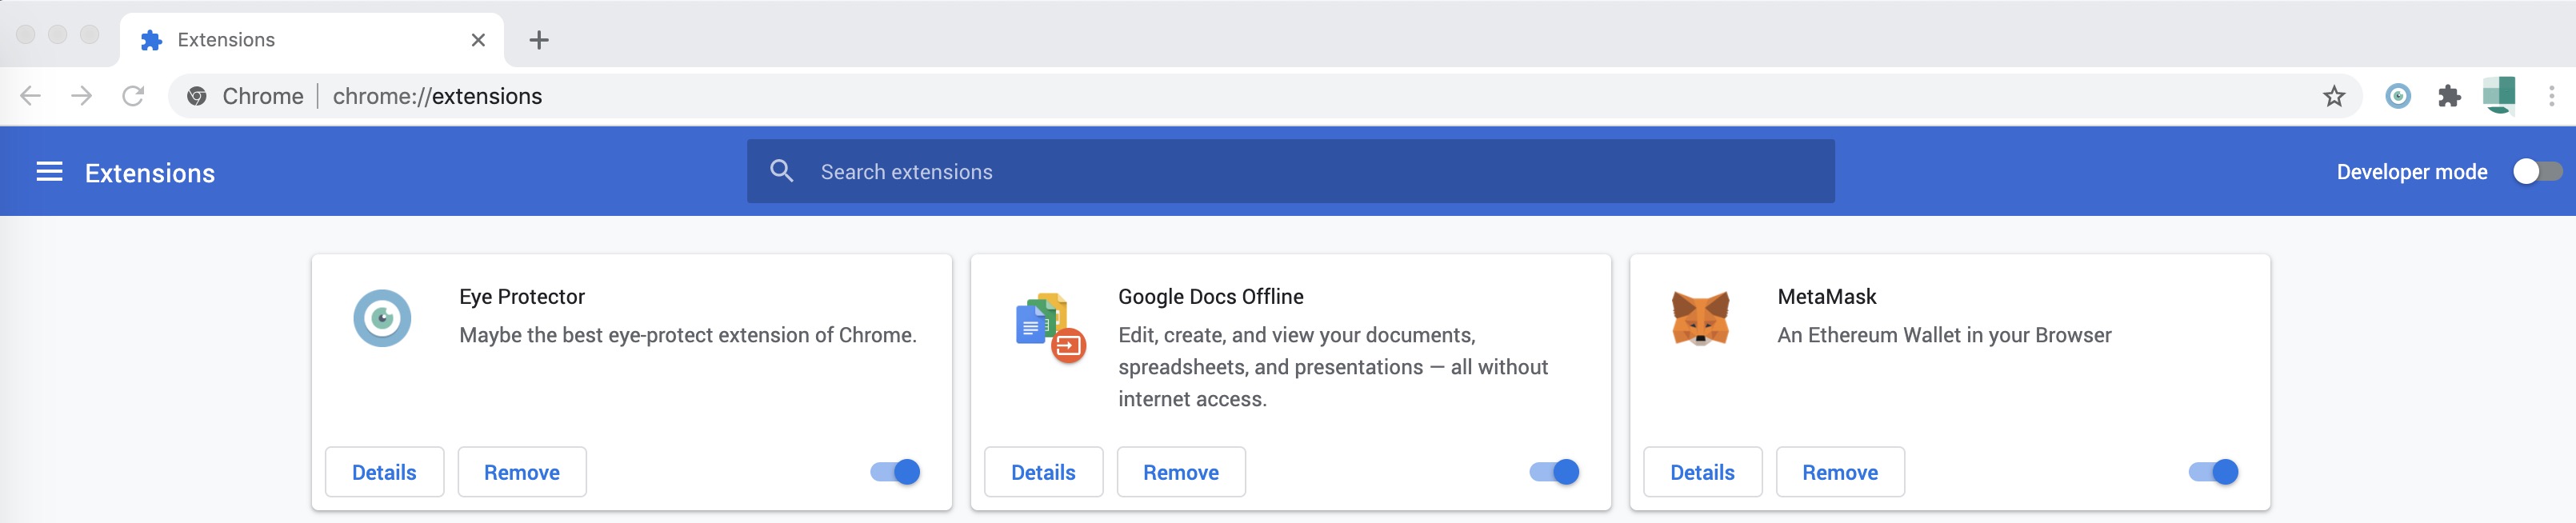 Extensions
Chrome | chrome://extensions
Extensions
Search extensions
Developer mode
Eye Protector
Maybe the best eye-protect extension of Chrome.
Details
Remove
Google Docs Offline
Edit, create, and view your documents,
spreadsheets, and presentations — all without
internet access.
Details
Remove
MetaMask
An Ethereum Wallet in your Browser
Details
Remove